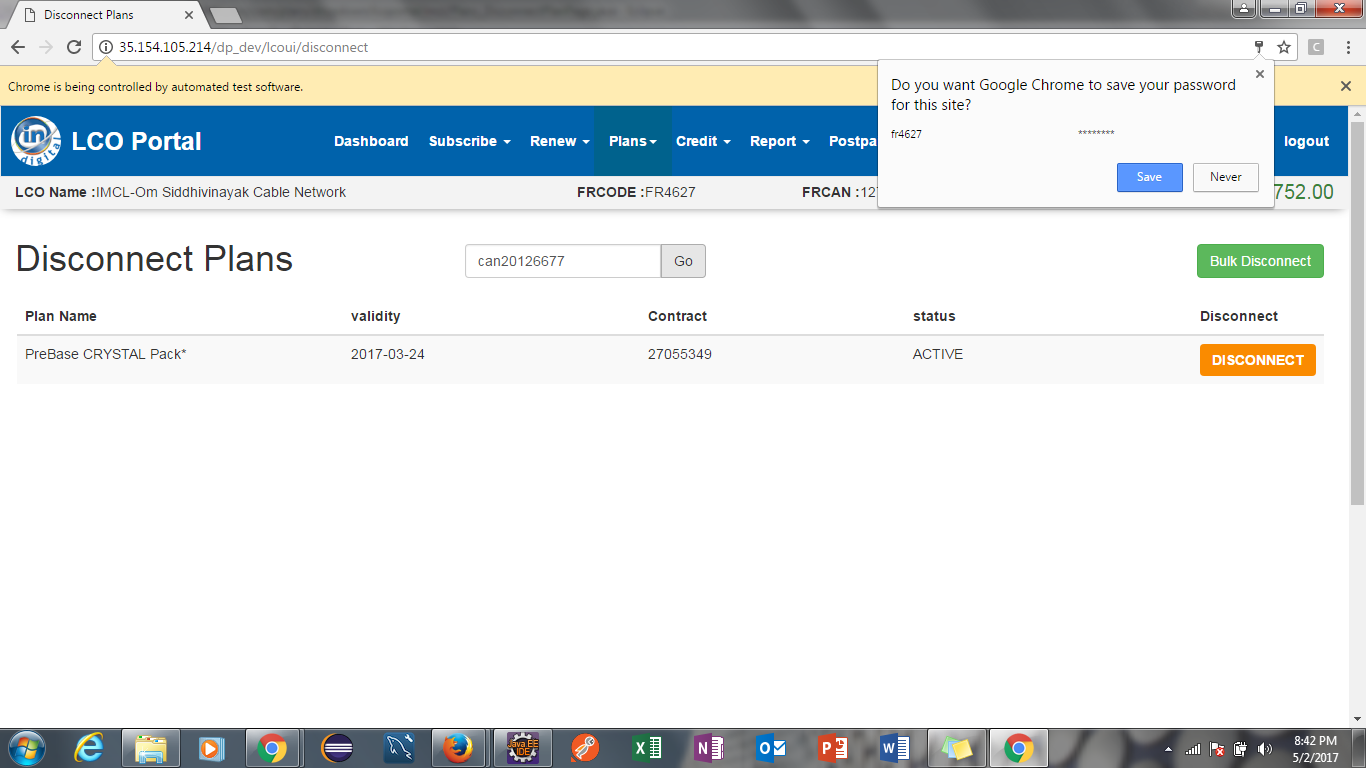 Disconnect Plans
35.154.105.214/dp_dev/lcoui/disconnect
C
Chrome is being controlled by automated test software.
Do you want Google Chrome to save your password
for this site?
fr4627 ********
Save Never
in digital LCO Portal Dashboard Subscribe Renew Plans Credit Report Postpa logout
LCO Name :IMCL-Om Siddhivinayak Cable Network FRCODE :FR4627 FRCAN :127 752.00
Disconnect Plans can20126677 Go Bulk Disconnect
Plan Name validity Contract status Disconnect
PreBase CRYSTAL Pack* 2017-03-24 27055349 ACTIVE DISCONNECT
Java EE
IDE
8:42 PM
5/2/2017